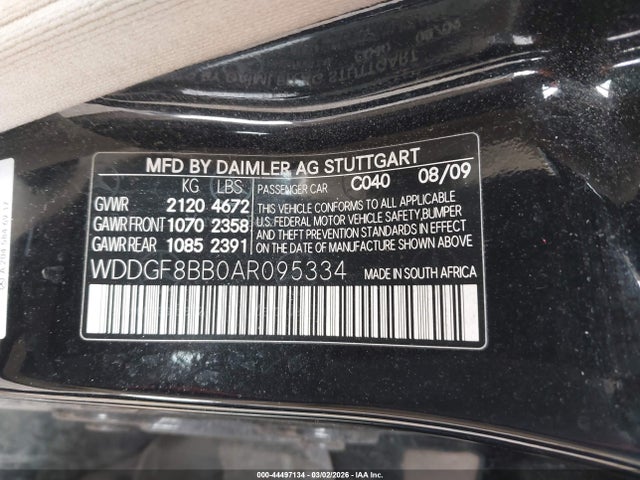 MFD BY DAIMLER AG STUTTGART
KG LBS PASSENGER CAR C040 08/09
GVWR 2120 4672
GAWR FRONT 1070 2358
GAWR REAR 1085 2391
THIS VEHICLE CONFORMS TO ALL APPLICABLE
U.S. FEDERAL MOTOR VEHICLE SAFETY, BUMPER
AND THEFT PREVENTION STANDARDS IN
EFFECT ON THE DATE OF MANUFACTURE SHOWN
WDDGF8BB0AR095334 MADE IN SOUTH AFRICA
000-44497134 - 03/02/2026 - IAA, Inc.